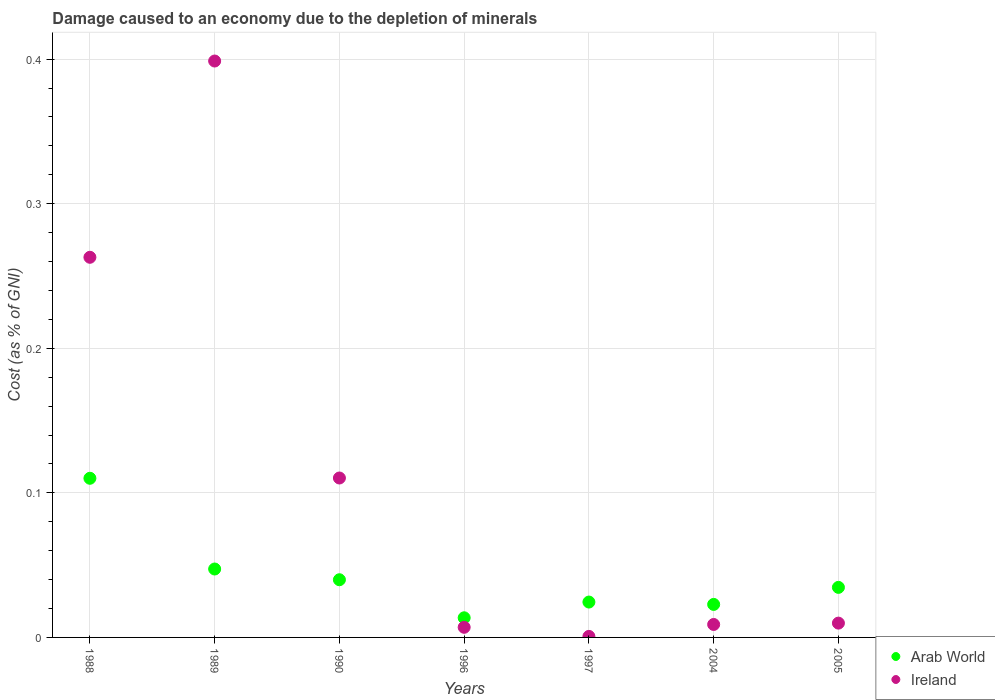 Damage caused to an economy due to the depletion of minerals
Cost (as % of GNI)
0.4
0.3
0.2
0.1
0
1988
1989
1990
1996
1997
2004
2005
Years
Arab World
Ireland